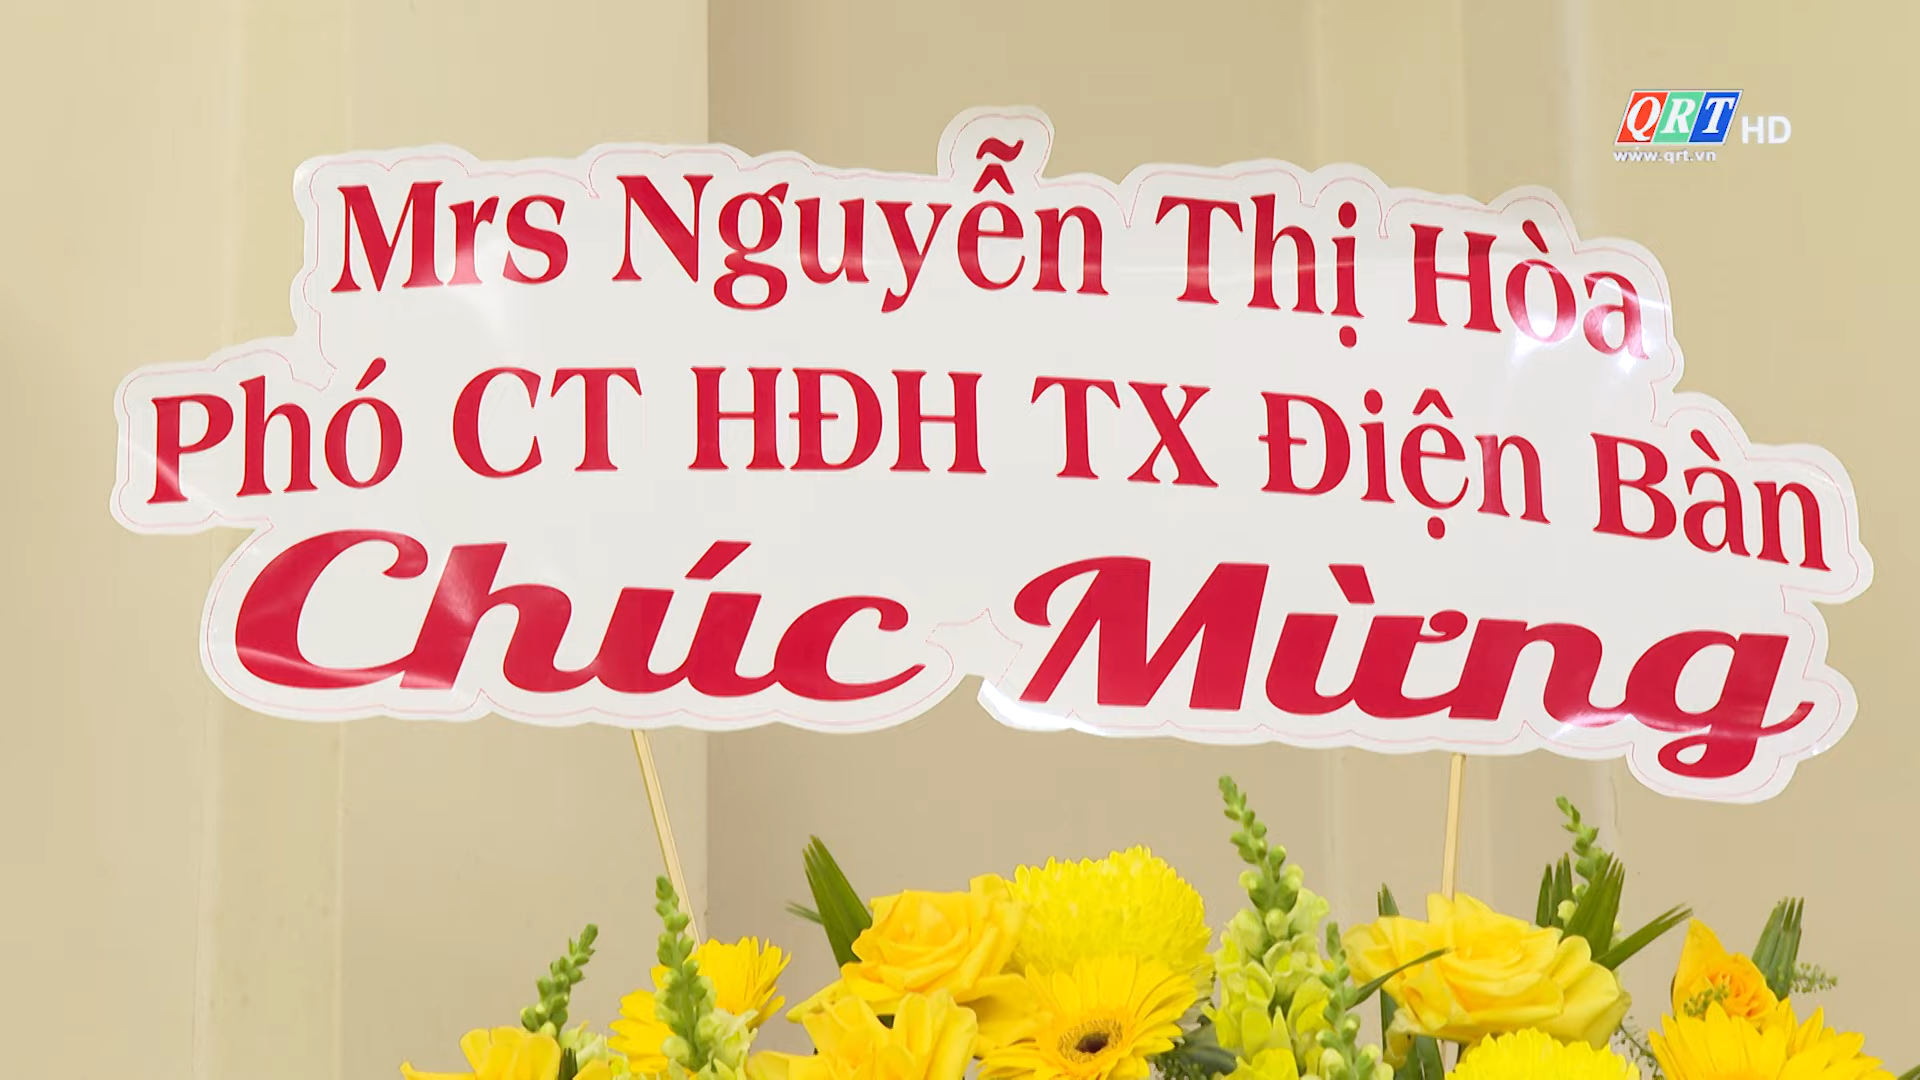 QRT HD
www.qrt.vn
Mrs Nguyễn Thị Hòa
Phó CT HĐH TX Điện Bàn
Chúc Mừng